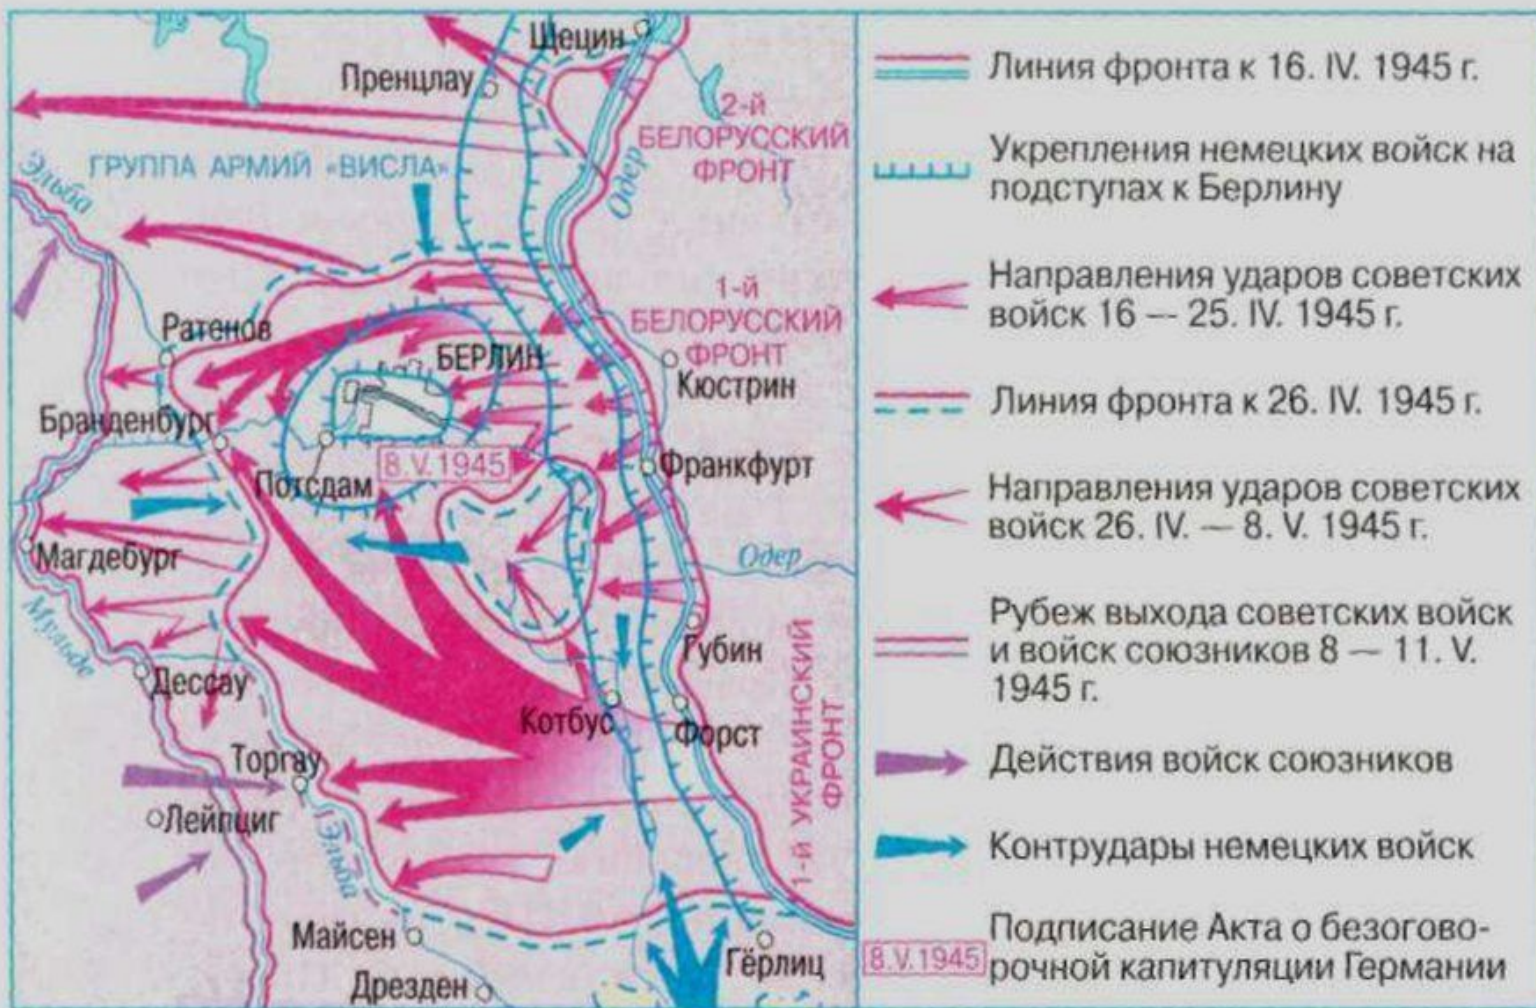 Щецин
Пренцлау
2-й
БЕЛОРУССКИЙ
ФРОНТ
ГРУППА АРМИЙ «ВИСЛА»
Эльба
Одер
1-й
БЕЛОРУССКИЙ
ФРОНТ
Ратенов
БЕРЛИН
Кюстрин
Бранденбург
8.V.1945
Франкфурт
Потсдам
Магдебург
Одер
Мульде
Губин
Дессау
Котбус
Форст
1-й УКРАИНСКИЙ
ФРОНТ
Торгау
Лейпциг
Эльба
Майсен
Гёрлиц
Дрезден
Линия фронта к 16. IV. 1945 г.
Укрепления немецких войск на
подступах к Берлину
Направления ударов советских
войск 16 — 25. IV. 1945 г.
Линия фронта к 26. IV. 1945 г.
Направления ударов советских
войск 26. IV. — 8. V. 1945 г.
Рубеж выхода советских войск
и войск союзников 8 — 11. V.
1945 г.
Действия войск союзников
Контрудары немецких войск
8.V.1945
Подписание Акта о безогово-
рочной капитуляции Германии